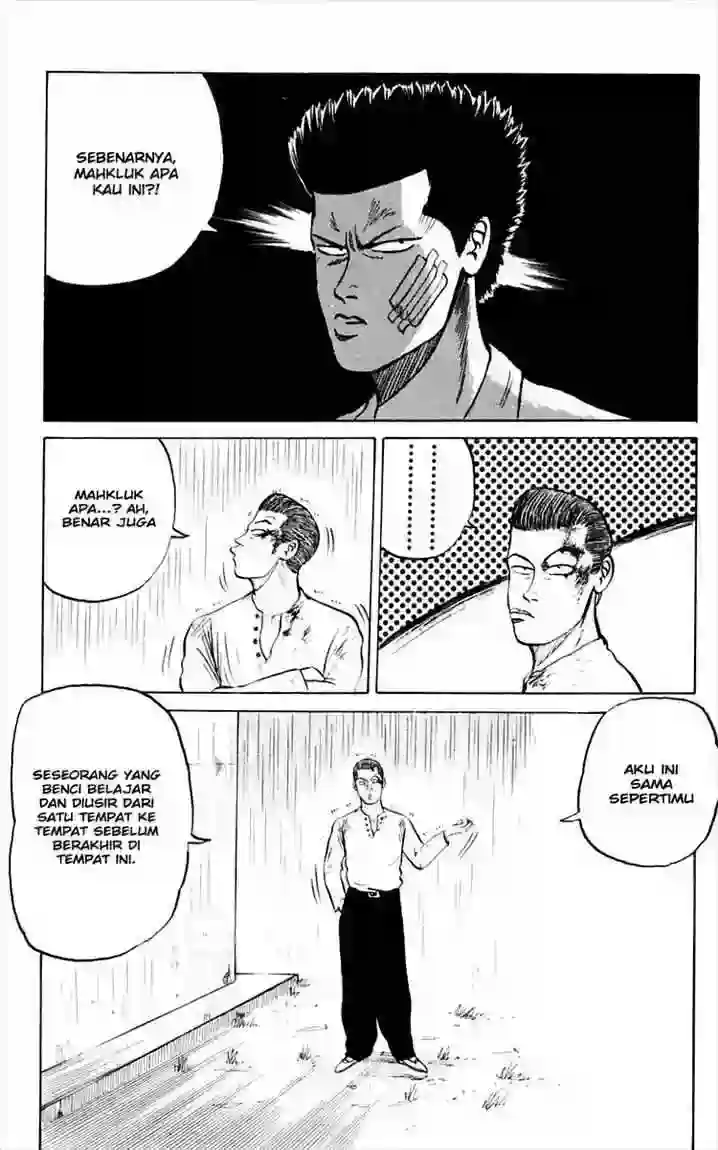 SEBENARNYA,
MAHKLUK APA
KAU INI?!
MAHKLUK
APA...? AH,
BENAR JUGA
AKU INI
SAMA
SEPERTIMU
SESEORANG YANG
BENCI BELAJAR
DAN DIUSIR DARI
SATU TEMPAT KE
TEMPAT SEBELUM
BERAKHIR DI
TEMPAT INI.